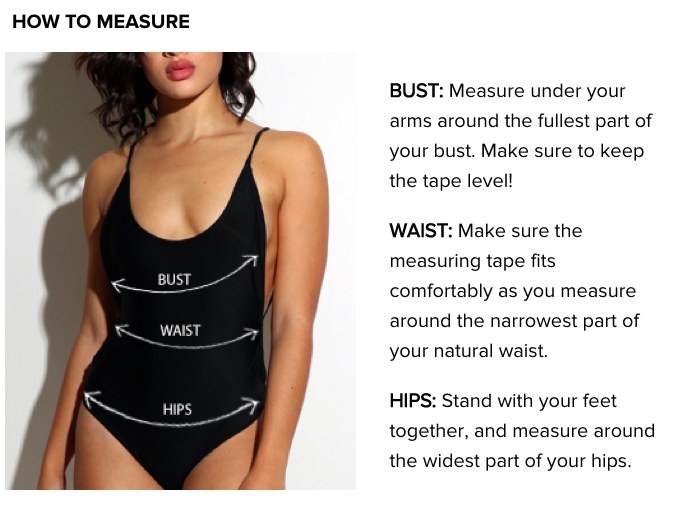 HOW TO MEASURE
BUST
WAIST
HIPS
BUST: Measure under your
arms around the fullest part of
your bust. Make sure to keep
the tape level!
WAIST: Make sure the
measuring tape fits
comfortably as you measure
around the narrowest part of
your natural waist.
HIPS: Stand with your feet
together, and measure around
the widest part of your hips.